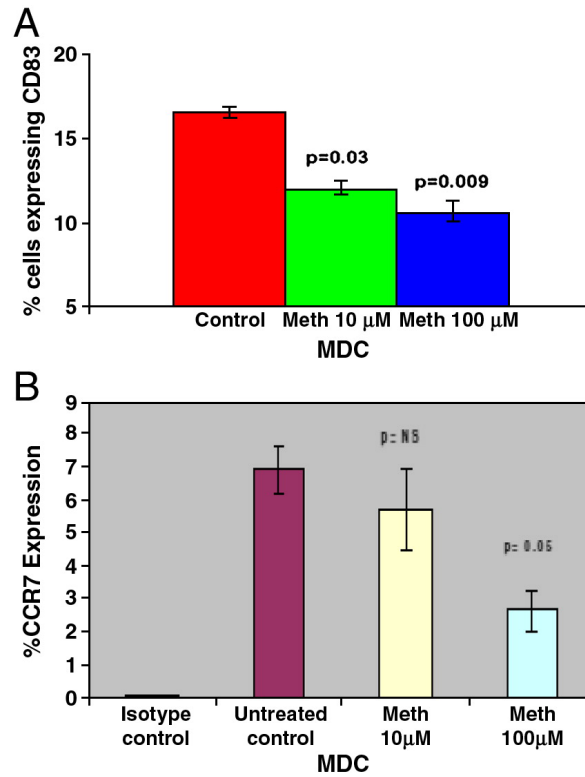 A
% cells expressing CD83
20
15
10
5
p=0.03
p=0.009
Control Meth 10 µM Meth 100 µM
MDC
B
%CCR7 Expression
9
8
7
6
5
4
3
2
1
0
p= NS
p= 0.05
Isotype control
Untreated control
Meth 10µM
Meth 100µM
MDC